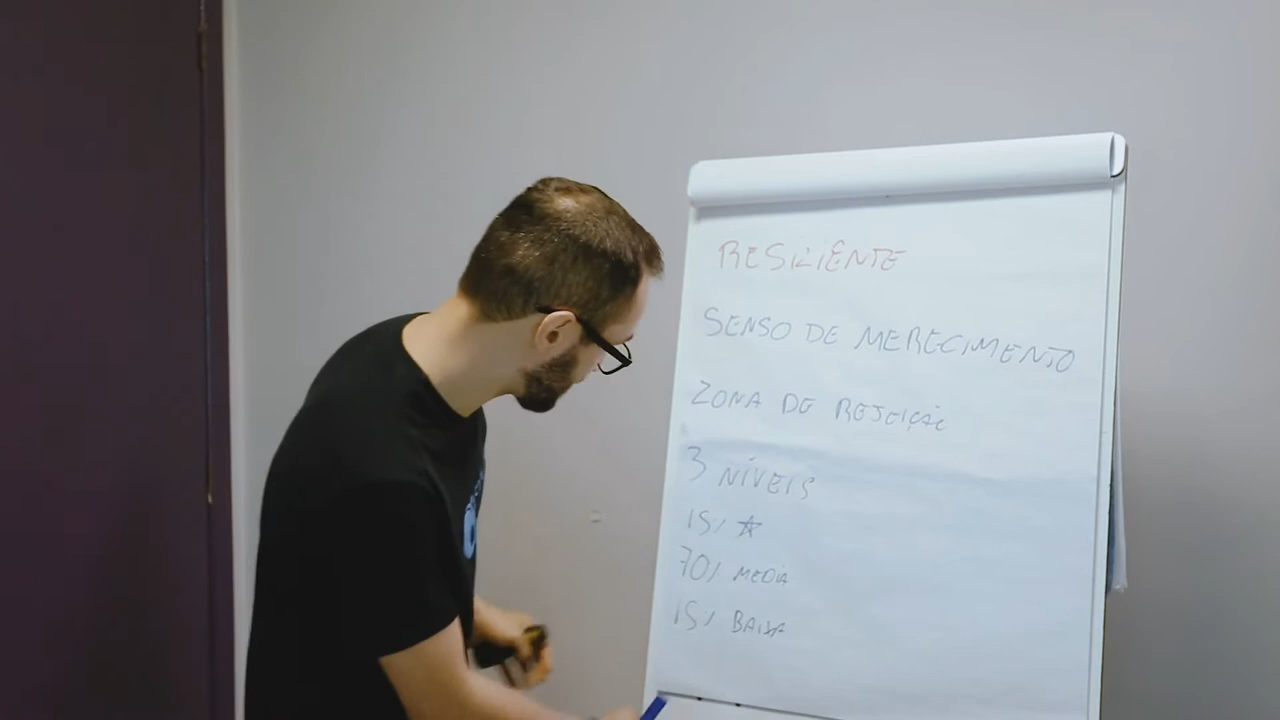 RESILIENTE
SENSO DE MERECIMENTO
ZONA DE REJEIÇÃO
3 NÍVEIS
15% ☆
70% MEDIA
15% BAIXA